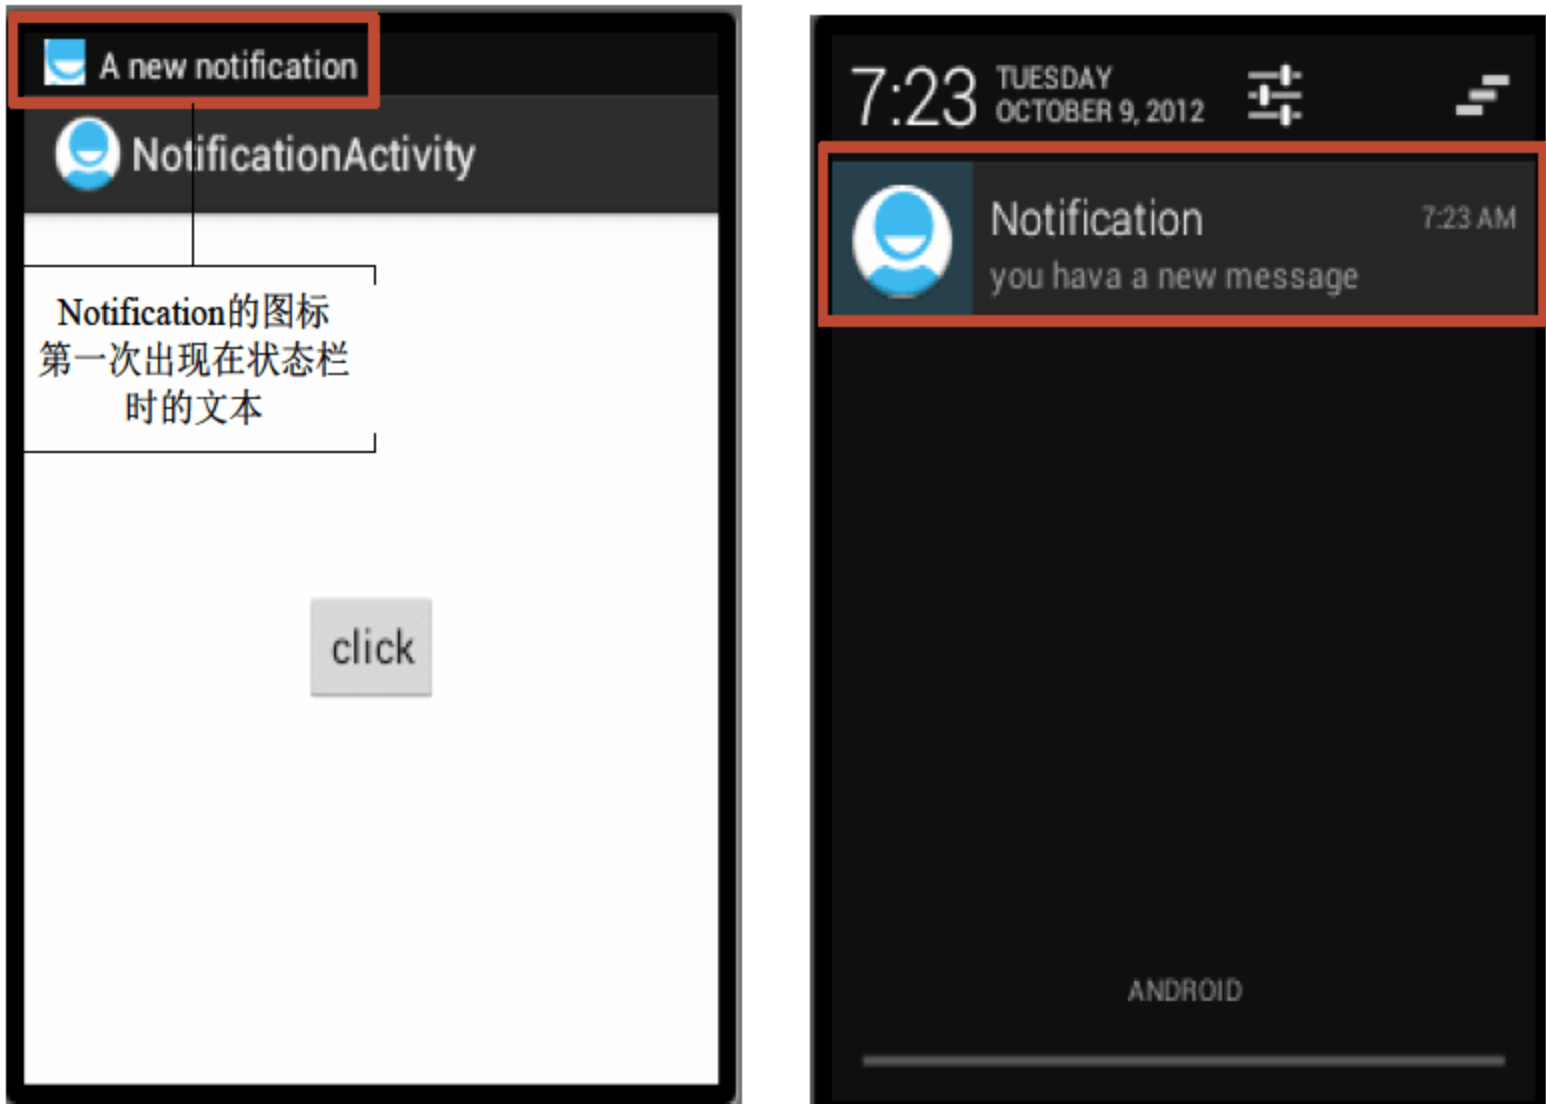 A new notification
NotificationActivity
Notification的图标
第一次出现在状态栏
时的文本
click
7:23
TUESDAY
OCTOBER 9, 2012
Notification
7:23 AM
you hava a new message
ANDROID